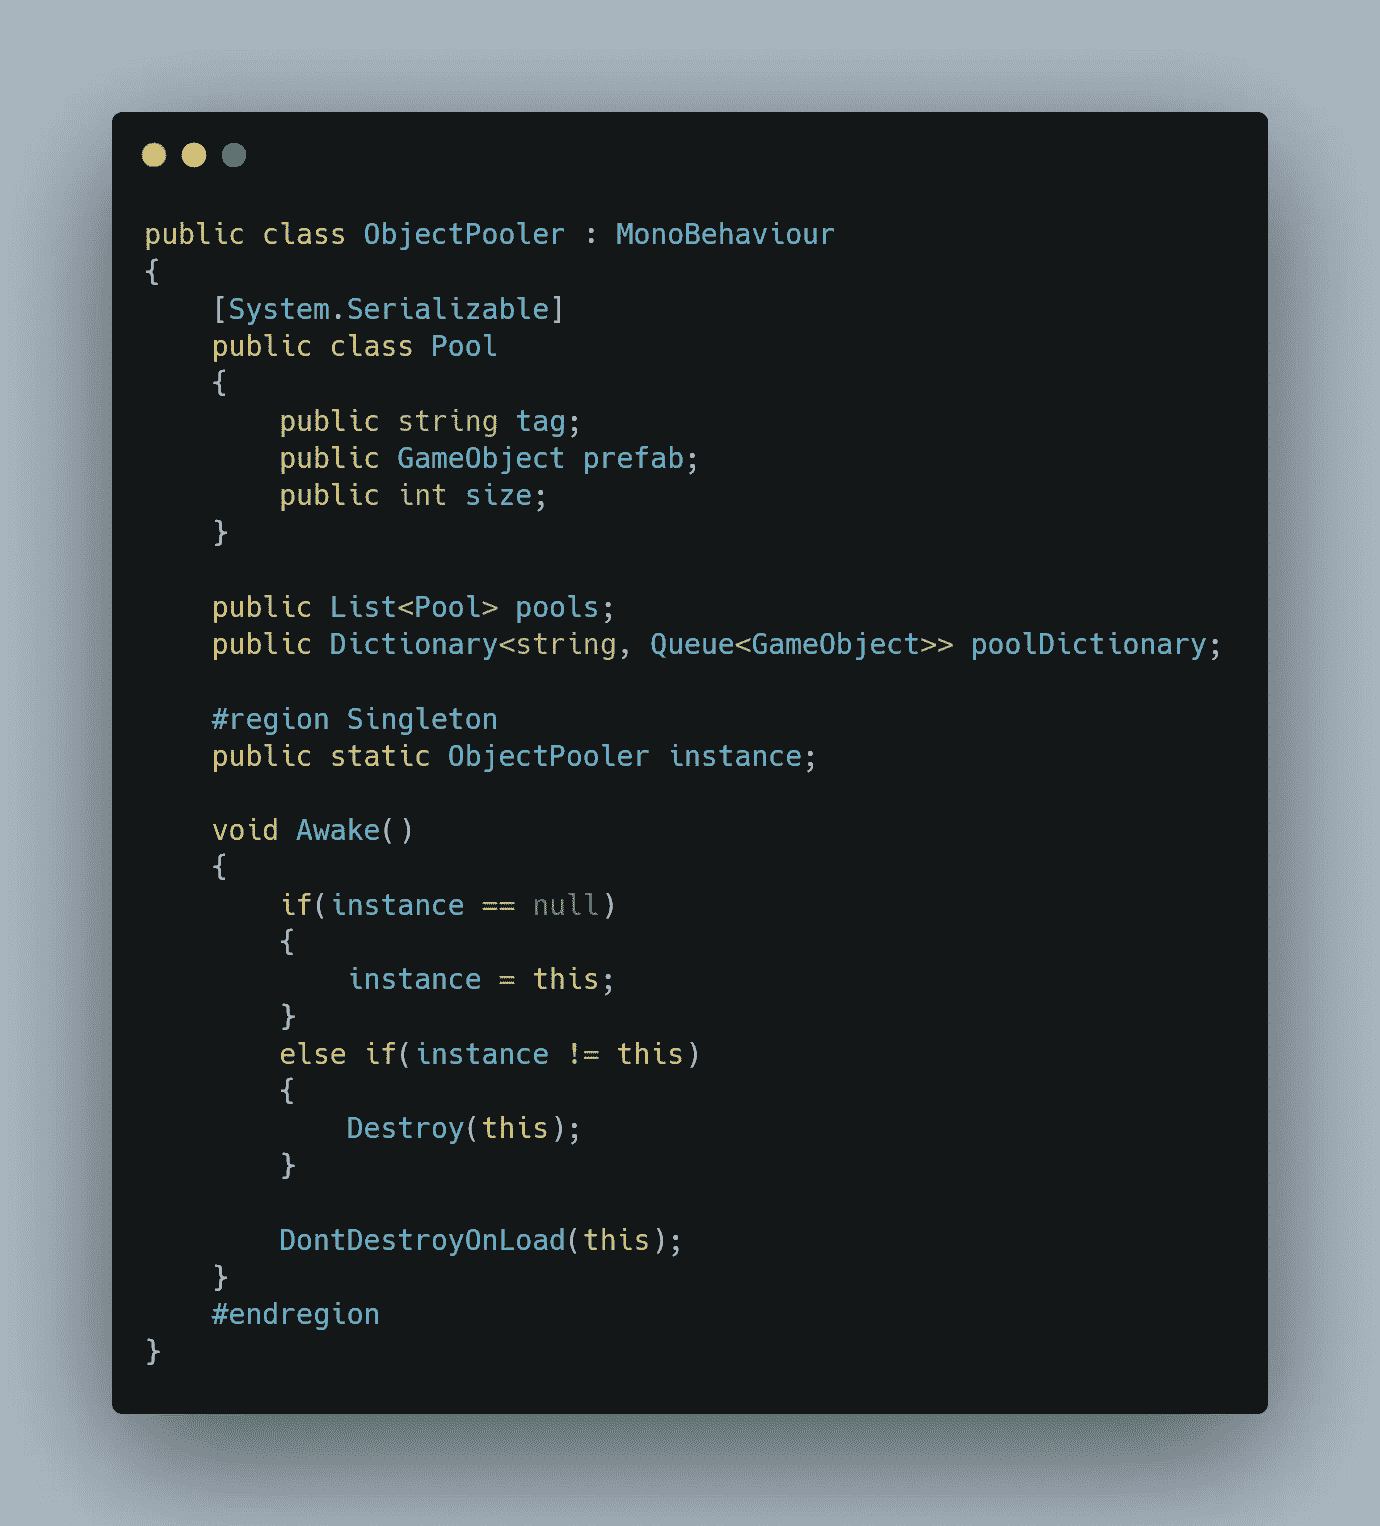 public class ObjectPooler : MonoBehaviour
{
    [System.Serializable]
    public class Pool
    {
        public string tag;
        public GameObject prefab;
        public int size;
    }

    public List<Pool> pools;
    public Dictionary<string, Queue<GameObject>> poolDictionary;

    #region Singleton
    public static ObjectPooler instance;

    void Awake()
    {
        if(instance == null)
        {
            instance = this;
        }
        else if(instance != this)
        {
            Destroy(this);
        }

        DontDestroyOnLoad(this);
    }
    #endregion
}